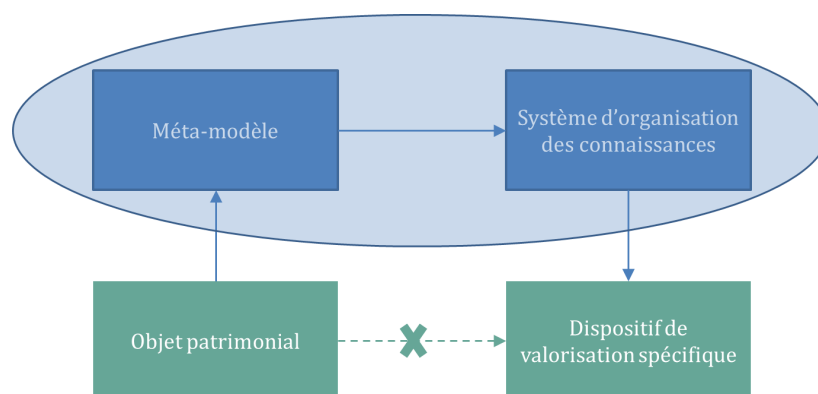 Méta-modèle
Système d'organisation
des connaissances
Objet patrimonial
Dispositif de
valorisation spécifique